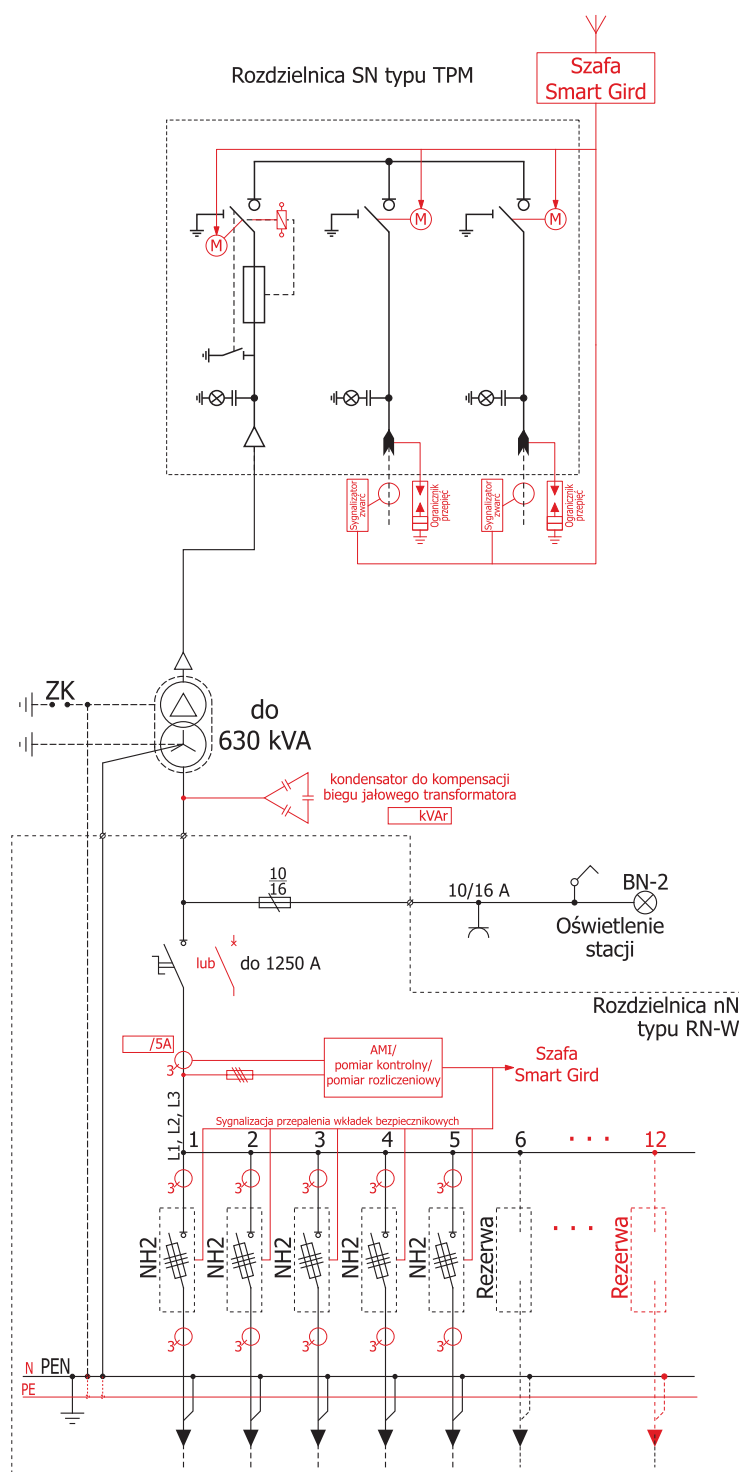 Rozdzielnica SN typu TPM
Szafa
Smart Gird
M
M
M
Sygnalizator
zwarć
Ogranicznik
przepięć
Sygnalizator
zwarć
Ogranicznik
przepięć
ZK
do
630 kVA
kondensator do kompensacji
biegu jałowego transformatora
kVAr
10
16
10/16 A
BN-2
Oświetlenie
stacji
lub
do 1250 A
Rozdzielnica nN
typu RN-W
/5A
3
AMI/
pomiar kontrolny/
pomiar rozliczeniowy
Szafa
Smart Gird
Sygnalizacja przepalenia wkładek bezpiecznikowych
L1, L2, L3
1 2 3 4 5 6 . . . 12
3 3 3 3 3
NH2 NH2 NH2 NH2 NH2 Rezerwa . . . Rezerwa
3 3 3 3 3
N PEN
PE